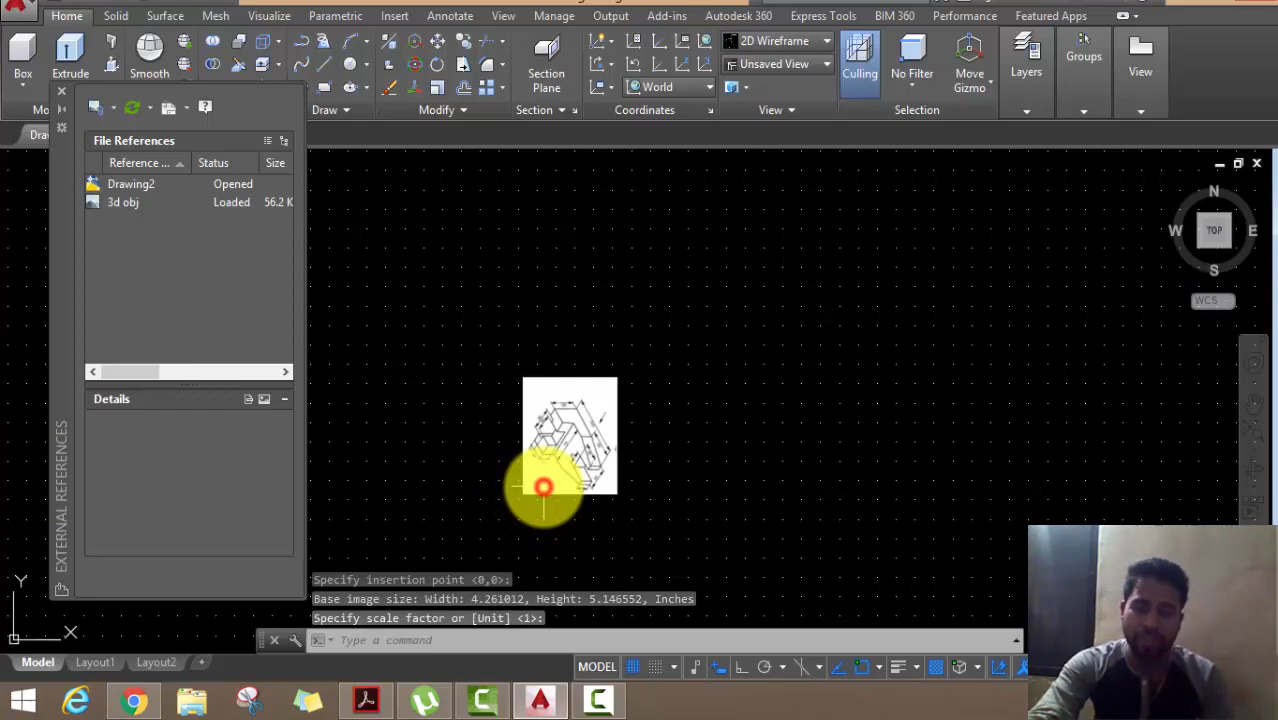 Home Solid Surface Mesh Visualize Parametric Insert Annotate View Manage Output Add-ins Autodesk 360 Express Tools BIM 360 Performance Featured Apps
2D Wireframe
Unsaved View
World
Box Extrude Smooth Section Plane Culling No Filter Move Gizmo Layers Groups View
Draw Modify Section Coordinates View Selection
File References
Reference ... Status Size
Drawing2 Opened
3d obj Loaded 56.2 K
Details
EXTERNAL REFERENCES
N
W TOP E
S
WCS
Y
X
Specify insertion point <0,0>:
Base image size: Width: 4.261012, Height: 5.146552, Inches
Specify scale factor or [Unit] <1>:
Type a command
Model Layout1 Layout2 +
MODEL